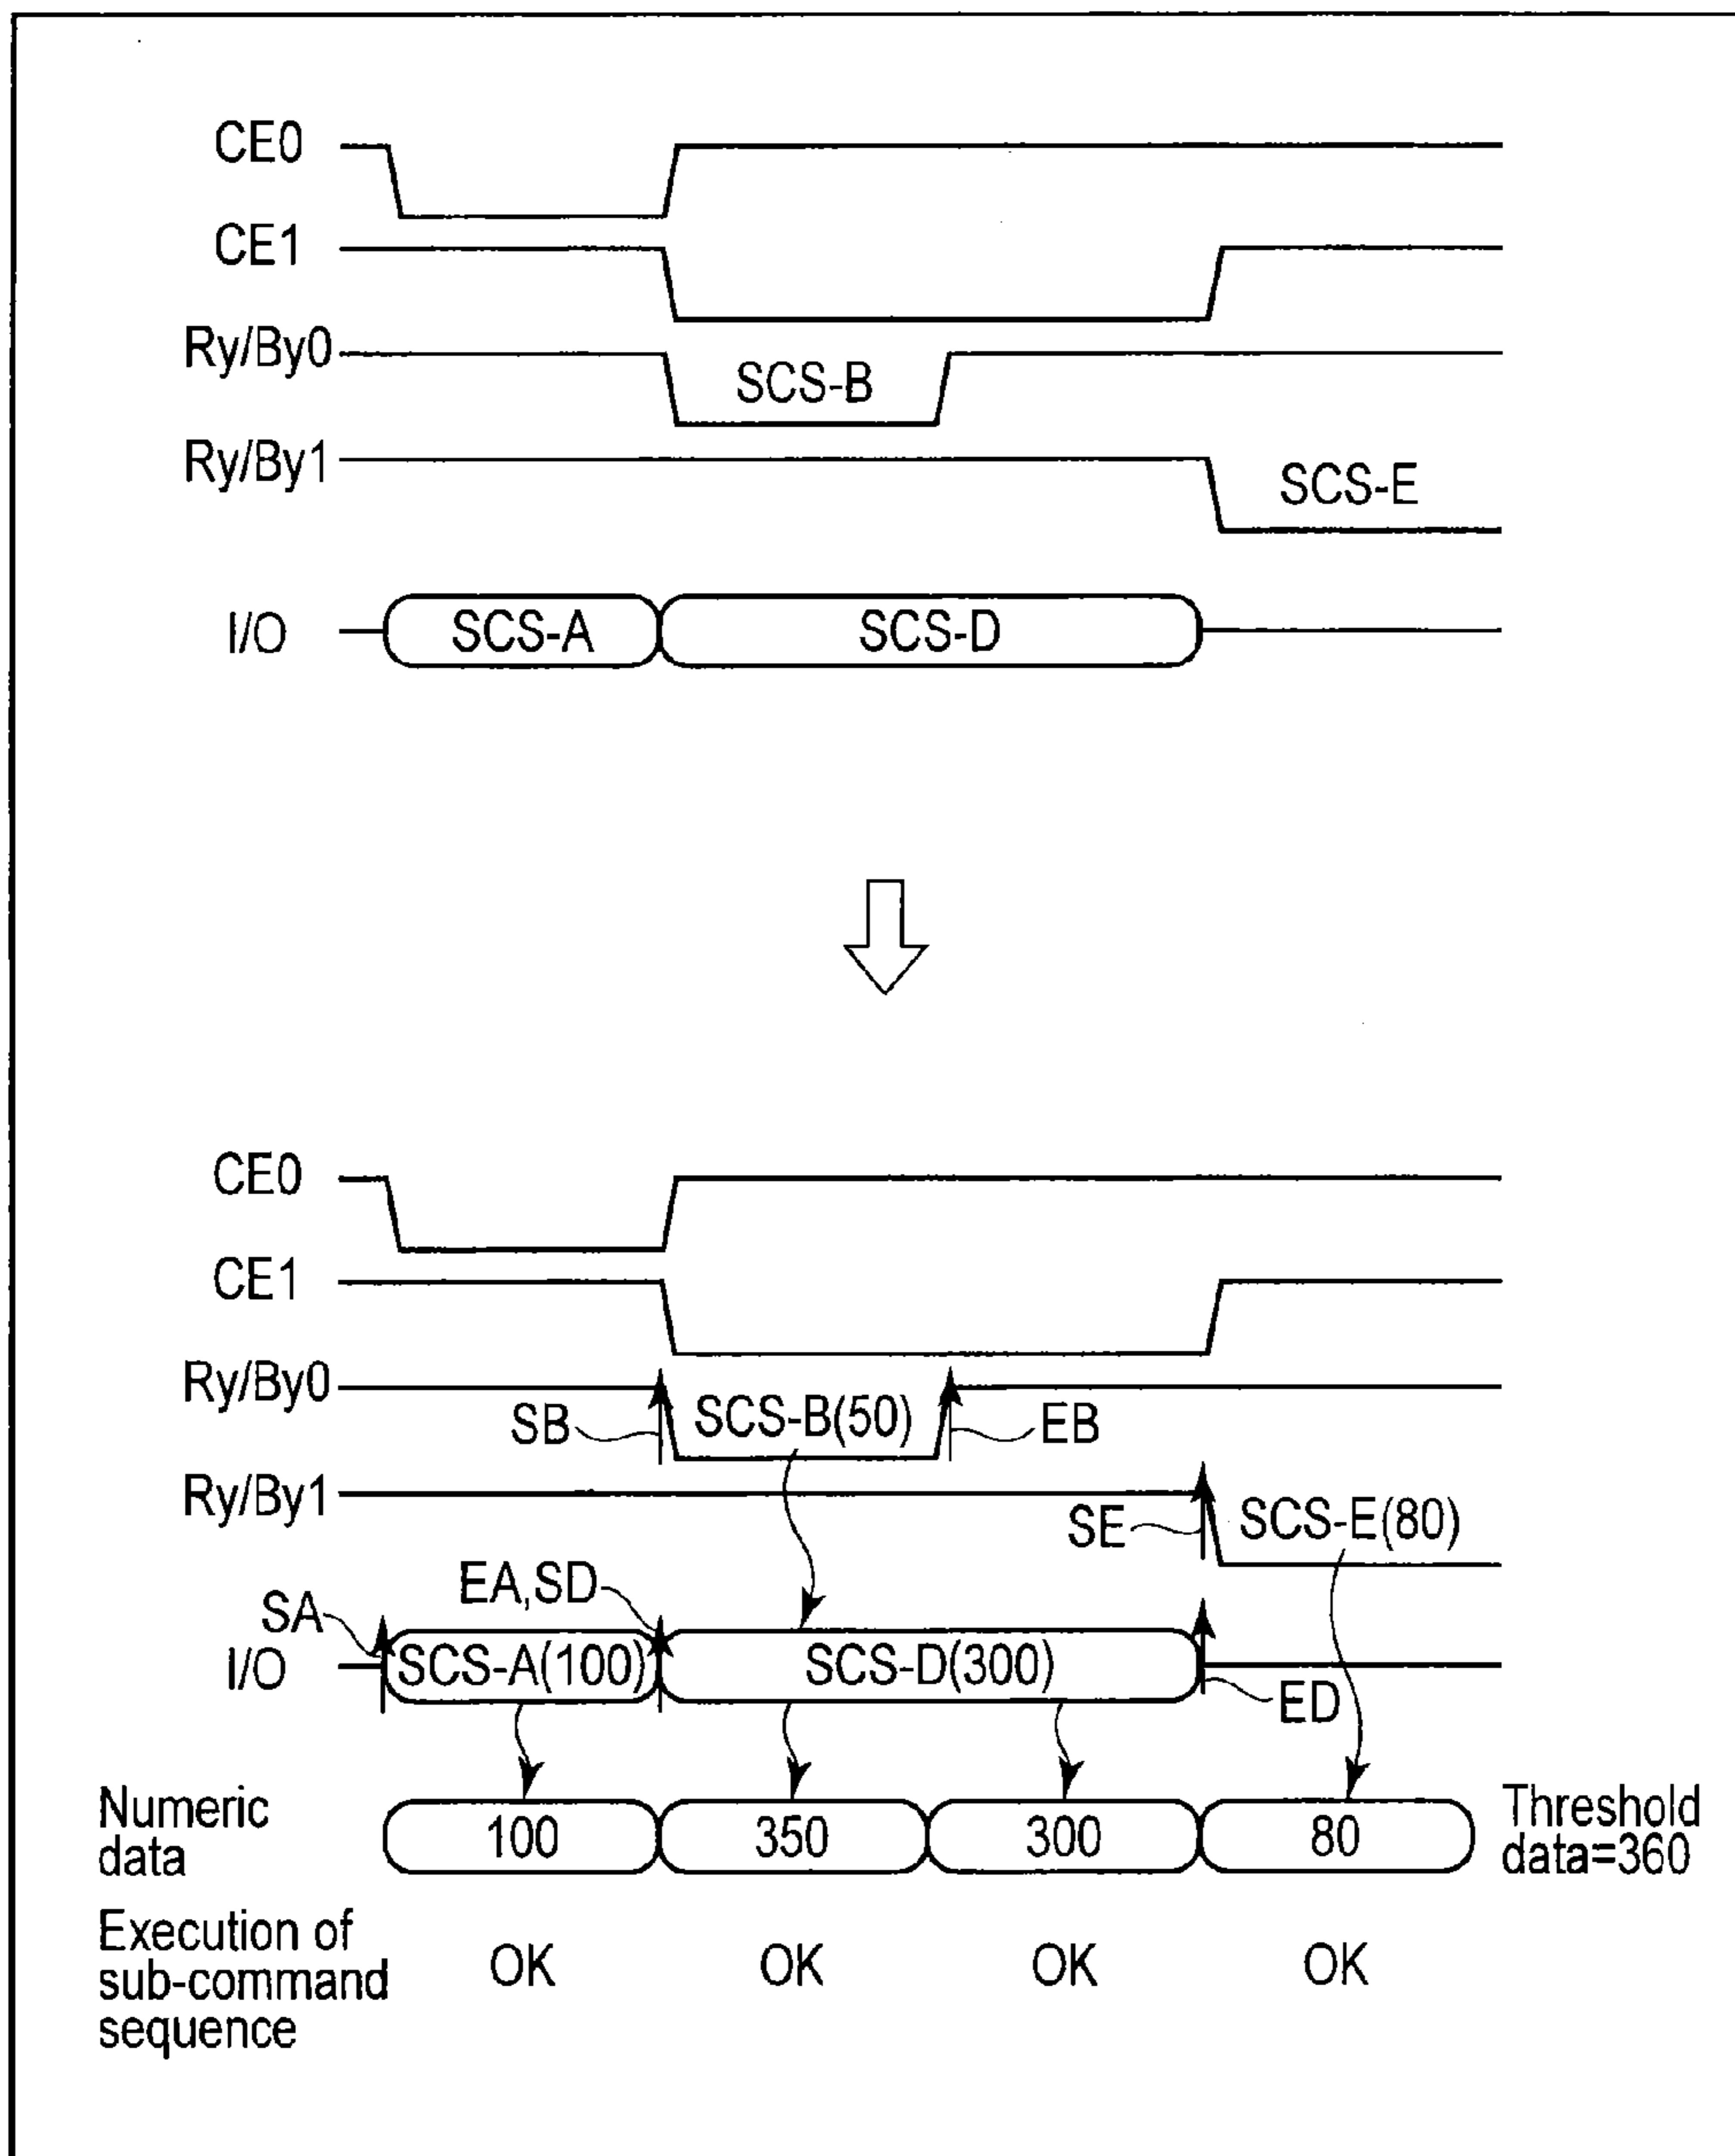 CE0
CE1
Ry/By0
SCS-B
Ry/By1
SCS-E
I/O
SCS-A
SCS-D
CE0
CE1
Ry/By0
SB
SCS-B(50)
EB
Ry/By1
SE
SCS-E(80)
EA,SD
SA
I/O
SCS-A(100)
SCS-D(300)
ED
Numeric
data
100
350
300
80
Threshold
data=360
Execution of
sub-command
sequence
OK
OK
OK
OK